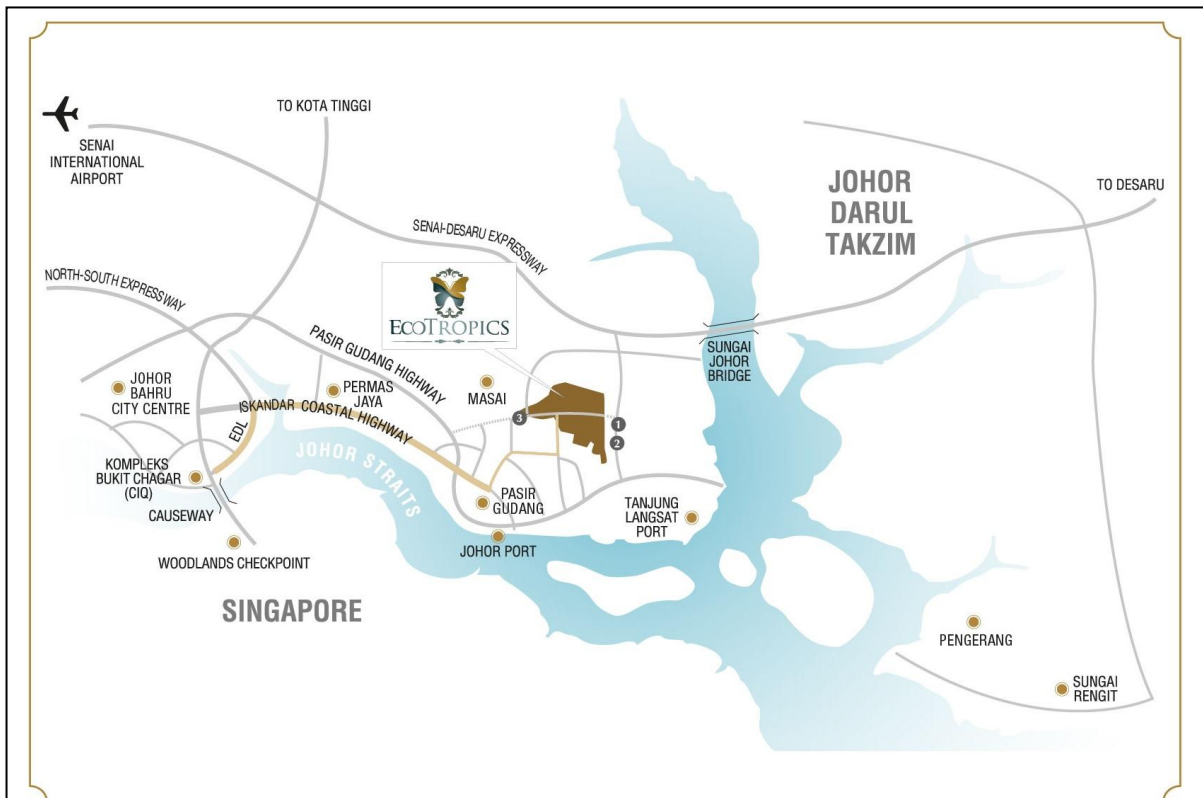 TO KOTA TINGGI
SENAI
INTERNATIONAL
AIRPORT
JOHOR
DARUL
TAKZIM
TO DESARU
SENAI-DESARU EXPRESSWAY
NORTH-SOUTH EXPRESSWAY
ECOTROPICS
PASIR GUDANG HIGHWAY
SUNGAI
JOHOR
BRIDGE
JOHOR
BAHRU
CITY CENTRE
PERMAS
JAYA
MASAI
ISKANDAR COASTAL HIGHWAY
EDL
3
1
2
JOHOR STRAITS
KOMPLEKS
BUKIT CHAGAR
(CIQ)
CAUSEWAY
PASIR
GUDANG
TANJUNG
LANGSAT
PORT
JOHOR PORT
WOODLANDS CHECKPOINT
SINGAPORE
PENGERANG
SUNGAI
RENGIT